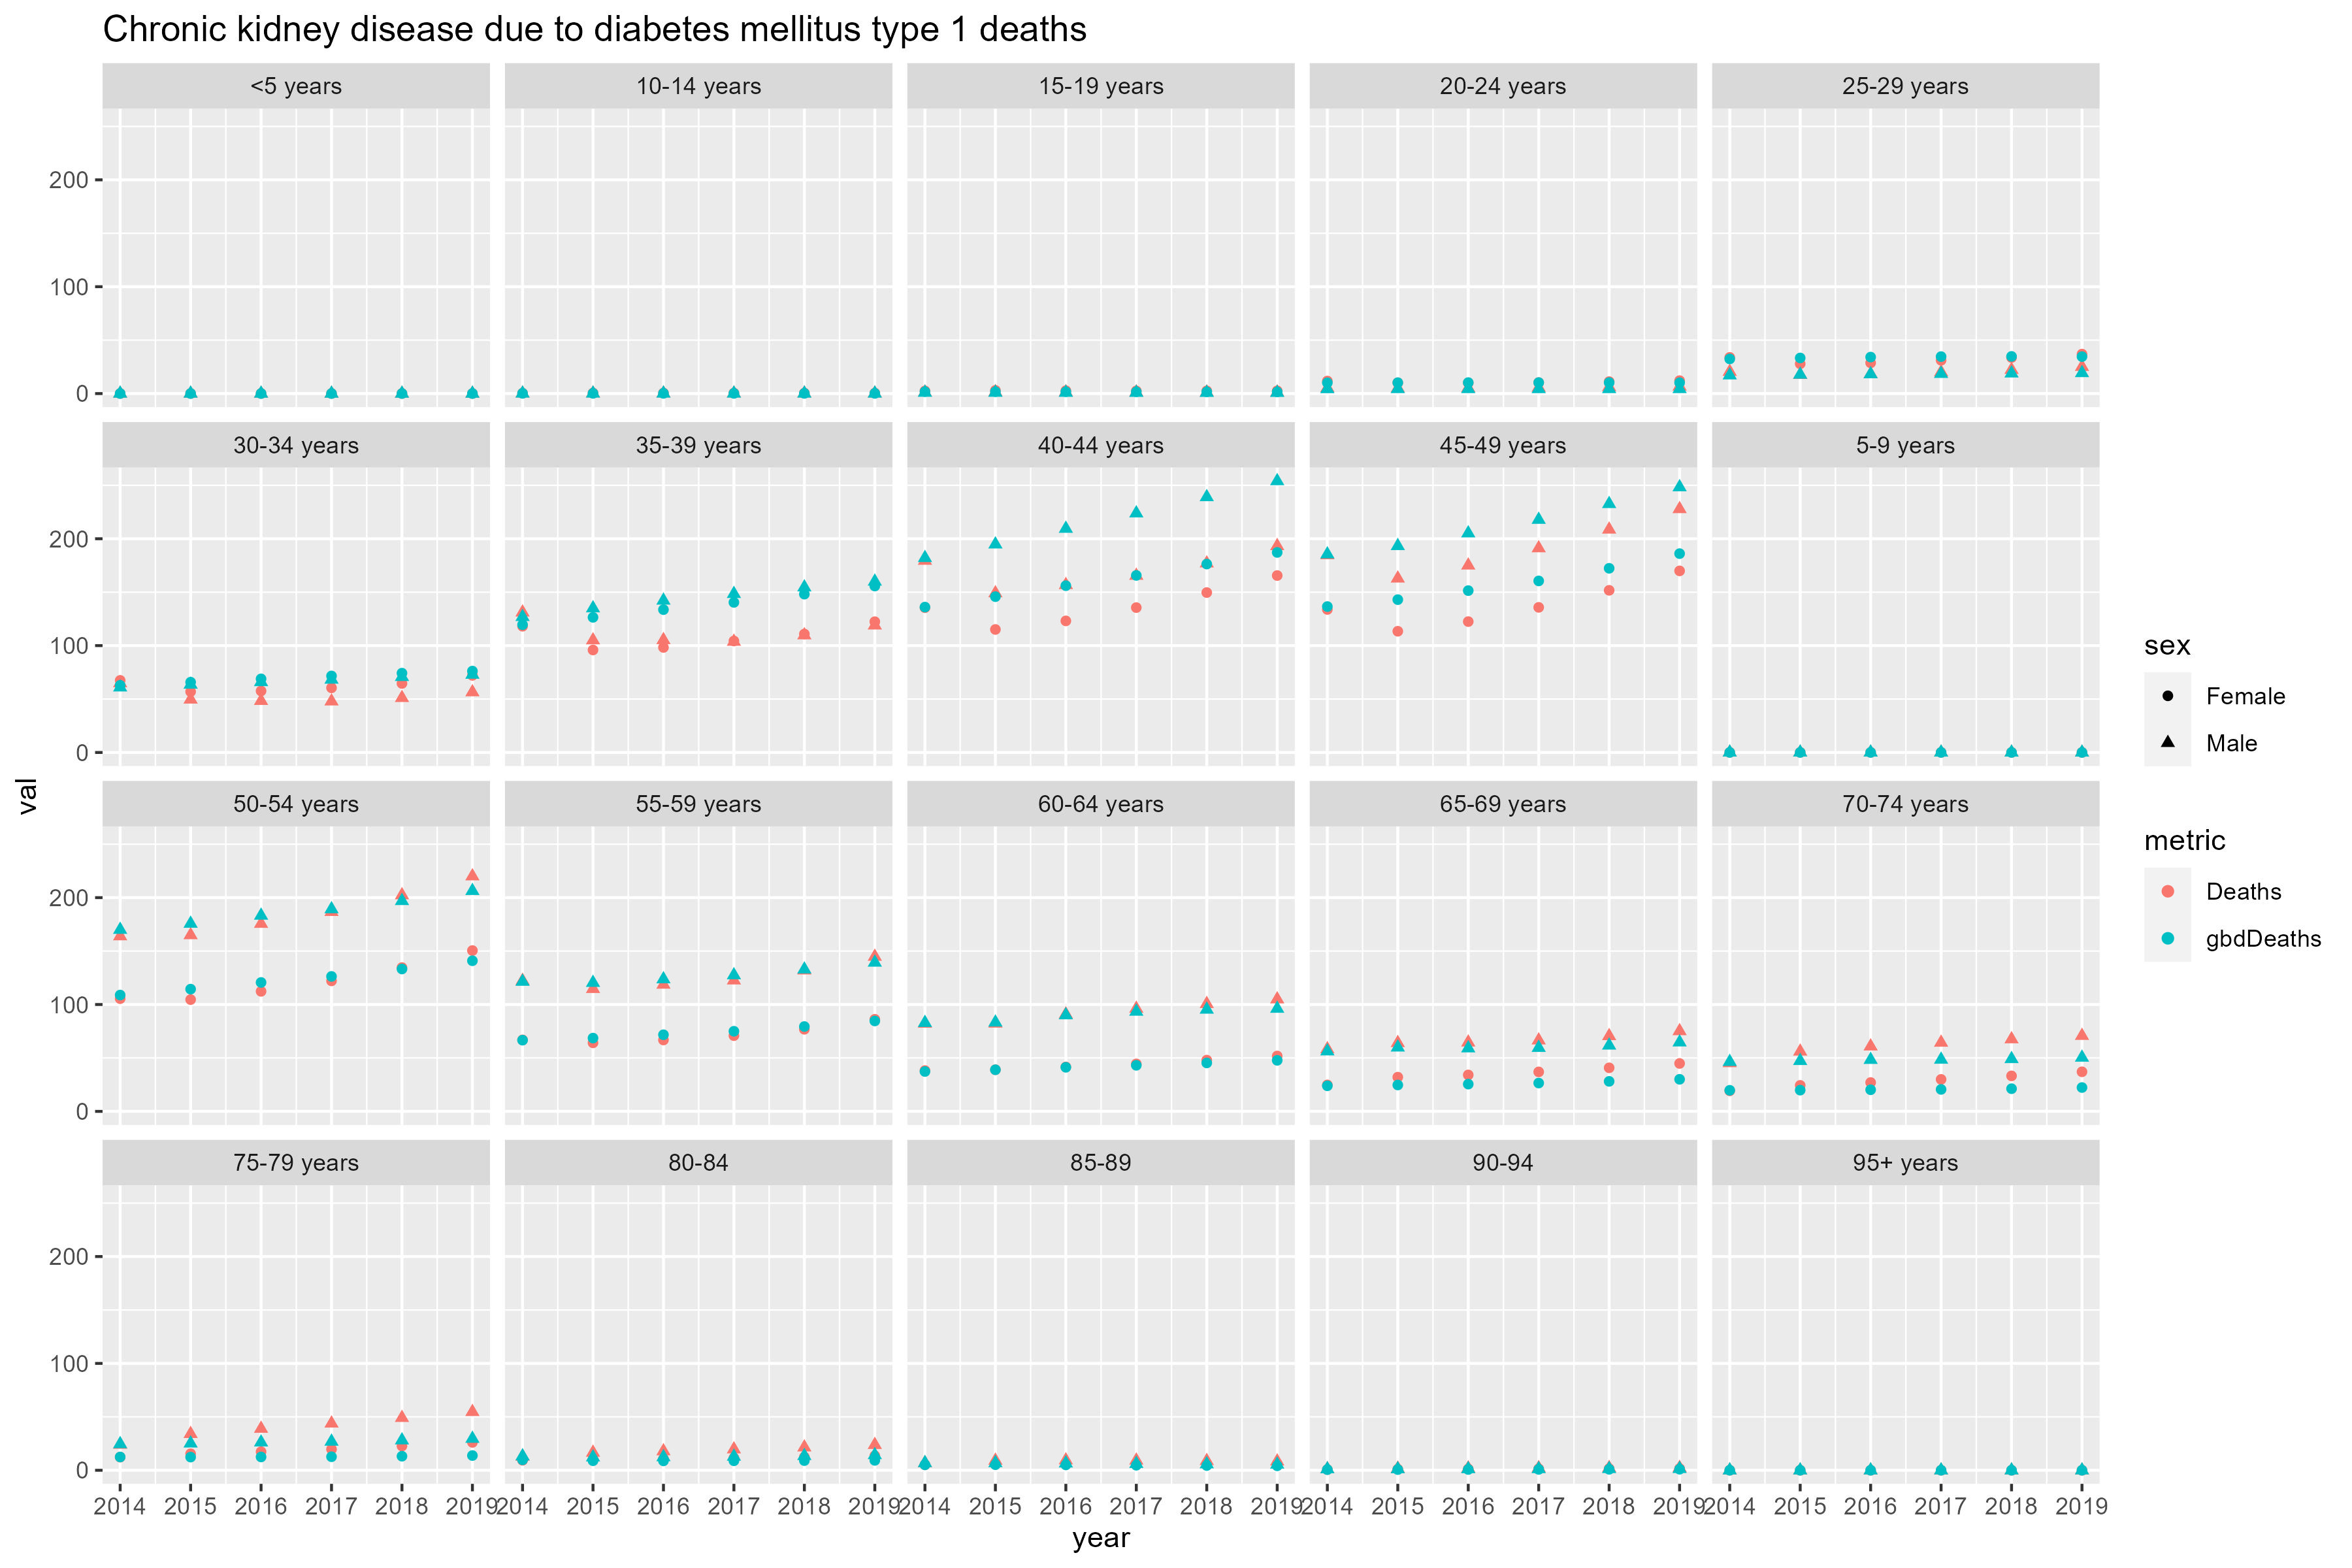 Chronic kidney disease due to diabetes mellitus type 1 deaths
<5 years 10-14 years 15-19 years 20-24 years 25-29 years
200
100
0
30-34 years 35-39 years 40-44 years 45-49 years 5-9 years
200
100
0
50-54 years 55-59 years 60-64 years 65-69 years 70-74 years
200
100
0
75-79 years 80-84 85-89 90-94 95+ years
200
100
0
2014 2015 2016 2017 2018 2019 2014 2015 2016 2017 2018 2019 2014 2015 2016 2017 2018 2019 2014 2015 2016 2017 2018 2019 2014 2015 2016 2017 2018 2019
year
val
sex
Female
Male
metric
Deaths
gbdDeaths